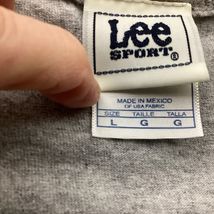 Lee
SPORT®
MADE IN MEXICO
OF USA FABRIC
SIZE TAILLE TALLA
L G G